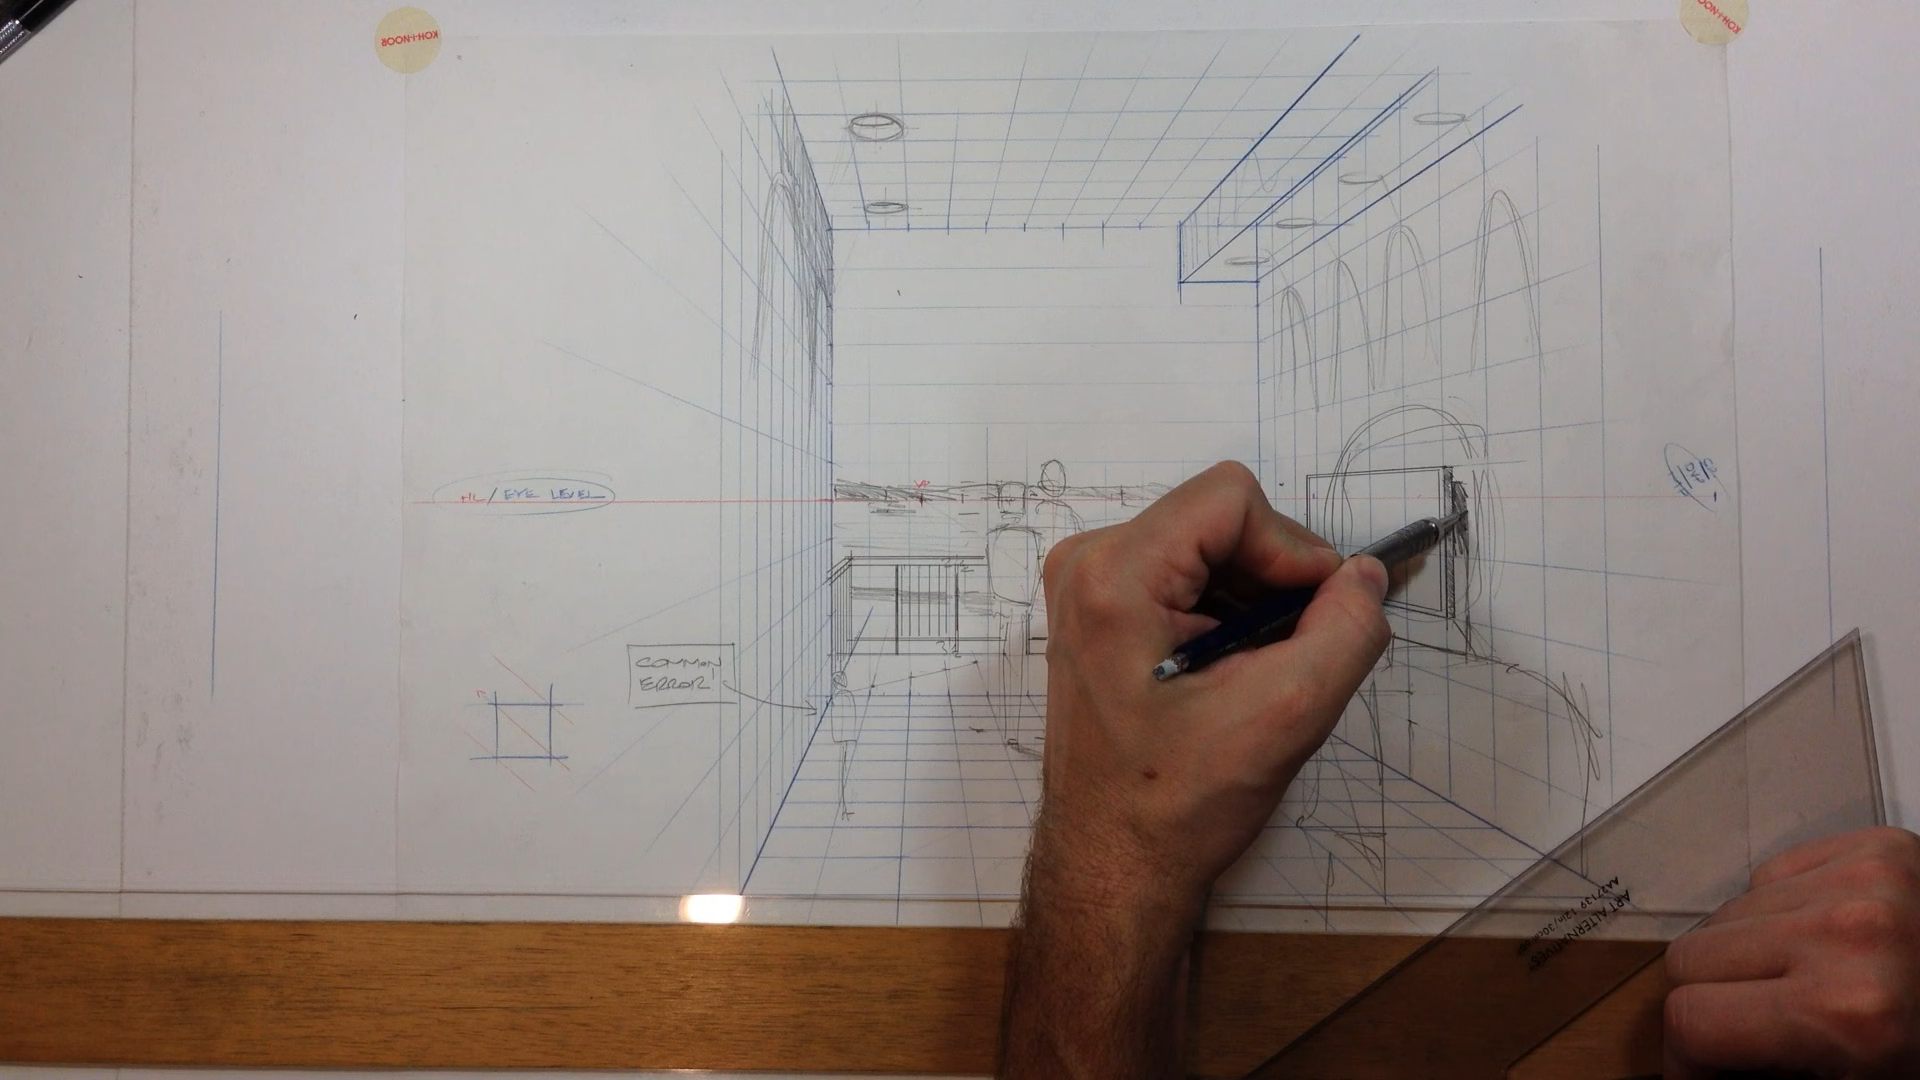 KOH-I-NOOR
KOH-I-NOOR
VP
HL/EYE LEVEL
COMMON
ERROR
ART ALTERNATIVES